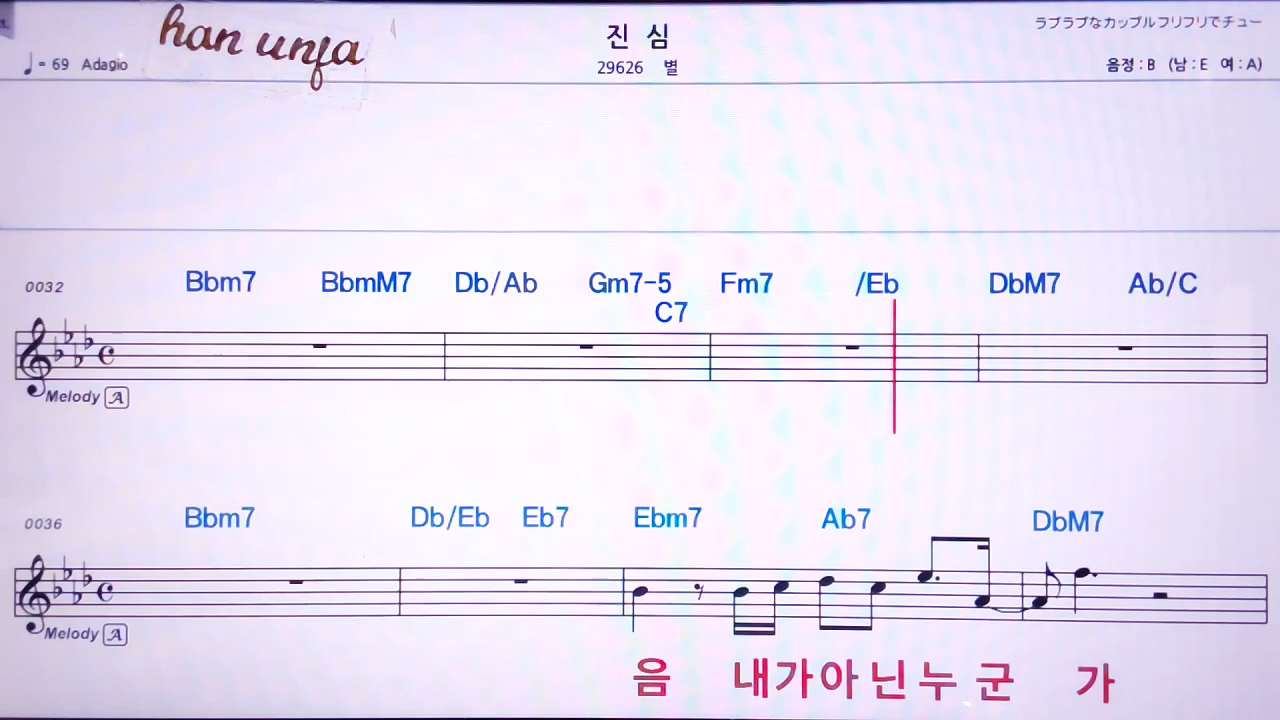 han unfa
진 심
ラブラブなカップルフリフリでチュー
♩= 69 Adagio
29626 별
음정 : B (남 : E 여 : A)
0032 Bbm7 BbmM7 Db/Ab Gm7-5 Fm7 /Eb DbM7 Ab/C
C7
Melody A
0036 Bbm7 Db/Eb Eb7 Ebm7 Ab7 DbM7
Melody A
음 내가아닌누군 가